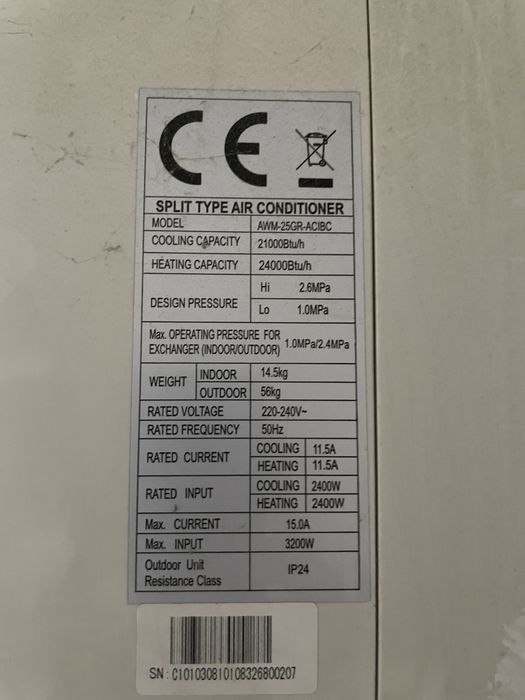 CE
SPLIT TYPE AIR CONDITIONER
MODEL AWM-25GR-ACIBC
COOLING CAPACITY 21000Btu/h
HEATING CAPACITY 24000Btu/h
DESIGN PRESSURE Hi 2.6MPa
Lo 1.0MPa
Max. OPERATING PRESSURE FOR
EXCHANGER (INDOOR/OUTDOOR) 1.0MPa/2.4MPa
WEIGHT INDOOR 14.5kg
OUTDOOR 56kg
RATED VOLTAGE 220-240V~
RATED FREQUENCY 50Hz
RATED CURRENT COOLING 11.5A
HEATING 11.5A
RATED INPUT COOLING 2400W
HEATING 2400W
Max. CURRENT 15.0A
Max. INPUT 3200W
Outdoor Unit
Resistance Class IP24
SN: C101030810108326800207